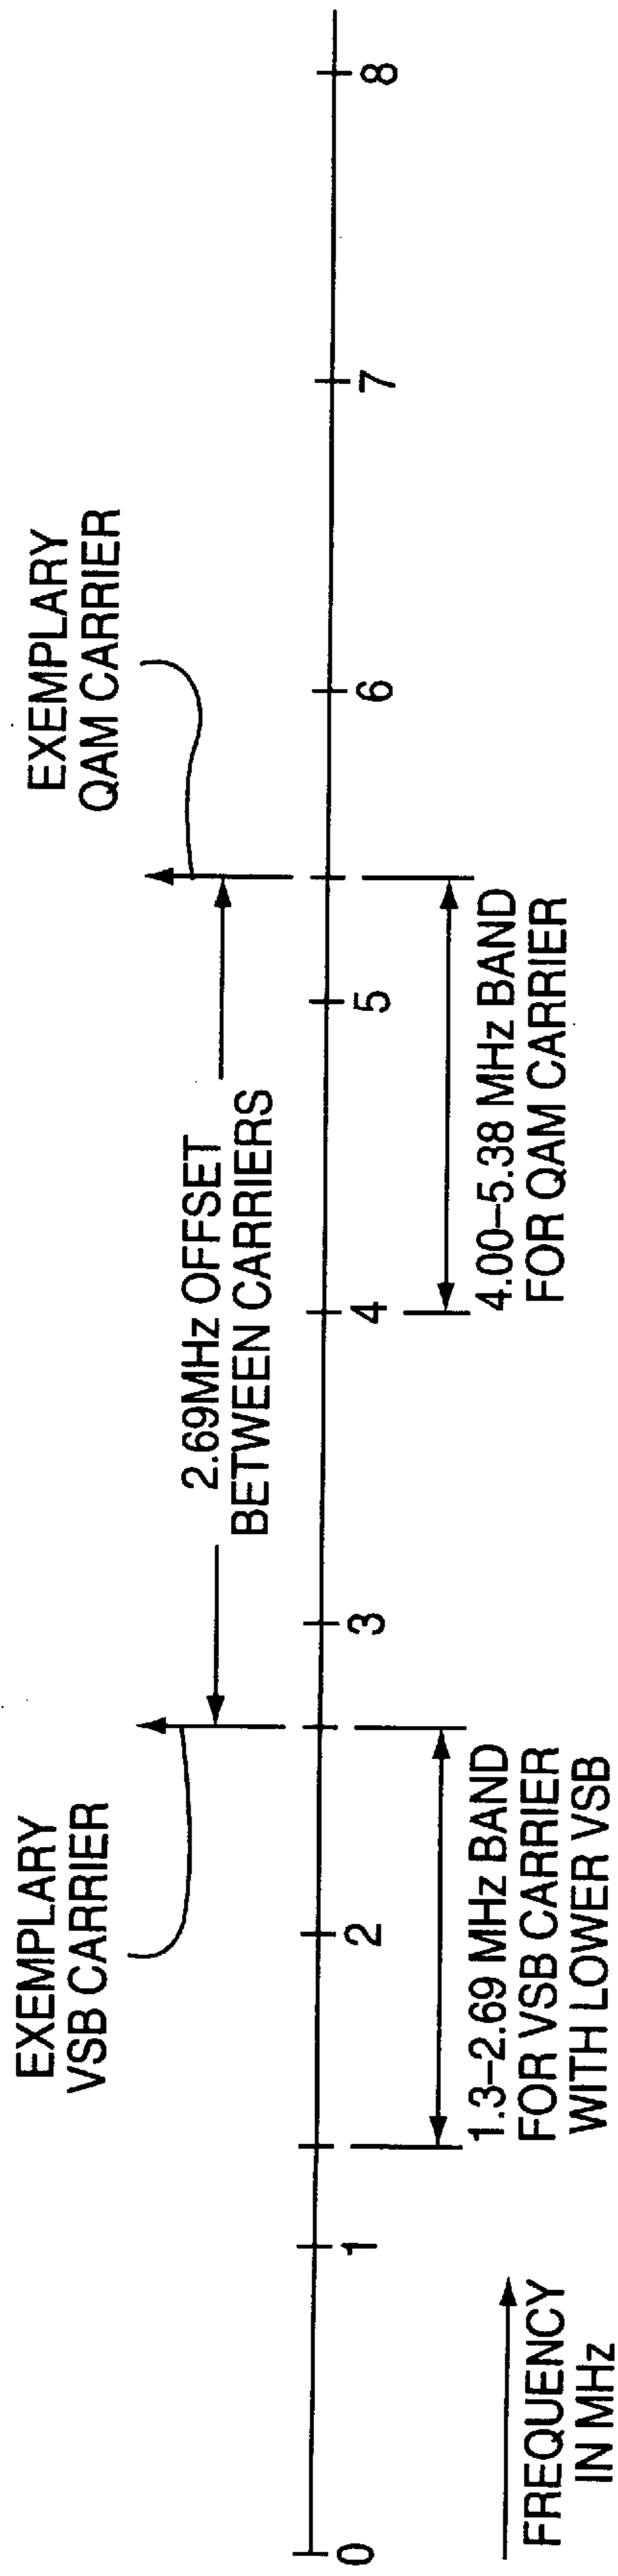 EXEMPLARY
VSB CARRIER
EXEMPLARY
QAM CARRIER
2.69MHz OFFSET
BETWEEN CARRIERS
0
1
2
3
4
5
6
7
8
1.3–2.69 MHz BAND
FOR VSB CARRIER
WITH LOWER VSB
4.00–5.38 MHz BAND
FOR QAM CARRIER
FREQUENCY
IN MHz